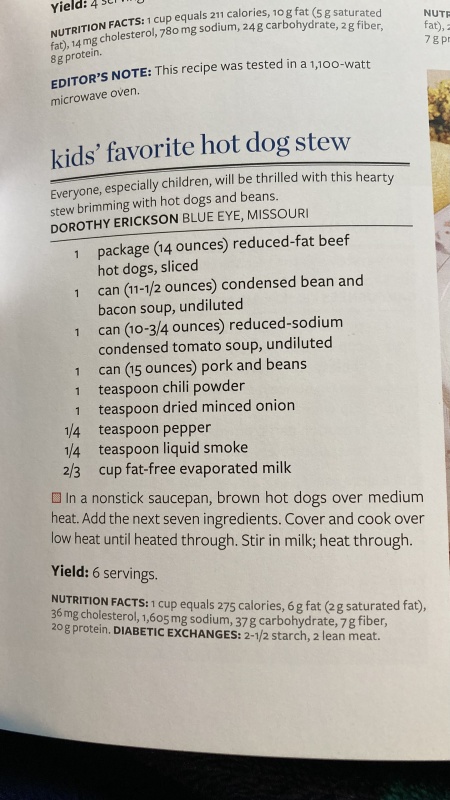 Yield: 4
NUTRITION FACTS: 1 cup equals 211 calories, 10 g fat (5 g saturated
fat), 14 mg cholesterol, 780 mg sodium, 24 g carbohydrate, 2 g fiber,
8 g protein.
EDITOR'S NOTE: This recipe was tested in a 1,100-watt
microwave oven.
kids' favorite hot dog stew
Everyone, especially children, will be thrilled with this hearty
stew brimming with hot dogs and beans.
DOROTHY ERICKSON BLUE EYE, MISSOURI
1 package (14 ounces) reduced-fat beef
hot dogs, sliced
1 can (11-1/2 ounces) condensed bean and
bacon soup, undiluted
1 can (10-3/4 ounces) reduced-sodium
condensed tomato soup, undiluted
1 can (15 ounces) pork and beans
1 teaspoon chili powder
1 teaspoon dried minced onion
1/4 teaspoon pepper
1/4 teaspoon liquid smoke
2/3 cup fat-free evaporated milk
In a nonstick saucepan, brown hot dogs over medium
heat. Add the next seven ingredients. Cover and cook over
low heat until heated through. Stir in milk; heat through.
Yield: 6 servings.
NUTRITION FACTS: 1 cup equals 275 calories, 6 g fat (2 g saturated fat),
36 mg cholesterol, 1,605 mg sodium, 37 g carbohydrate, 7 g fiber,
20 g protein. DIABETIC EXCHANGES: 2-1/2 starch, 2 lean meat.
fat),
7 g